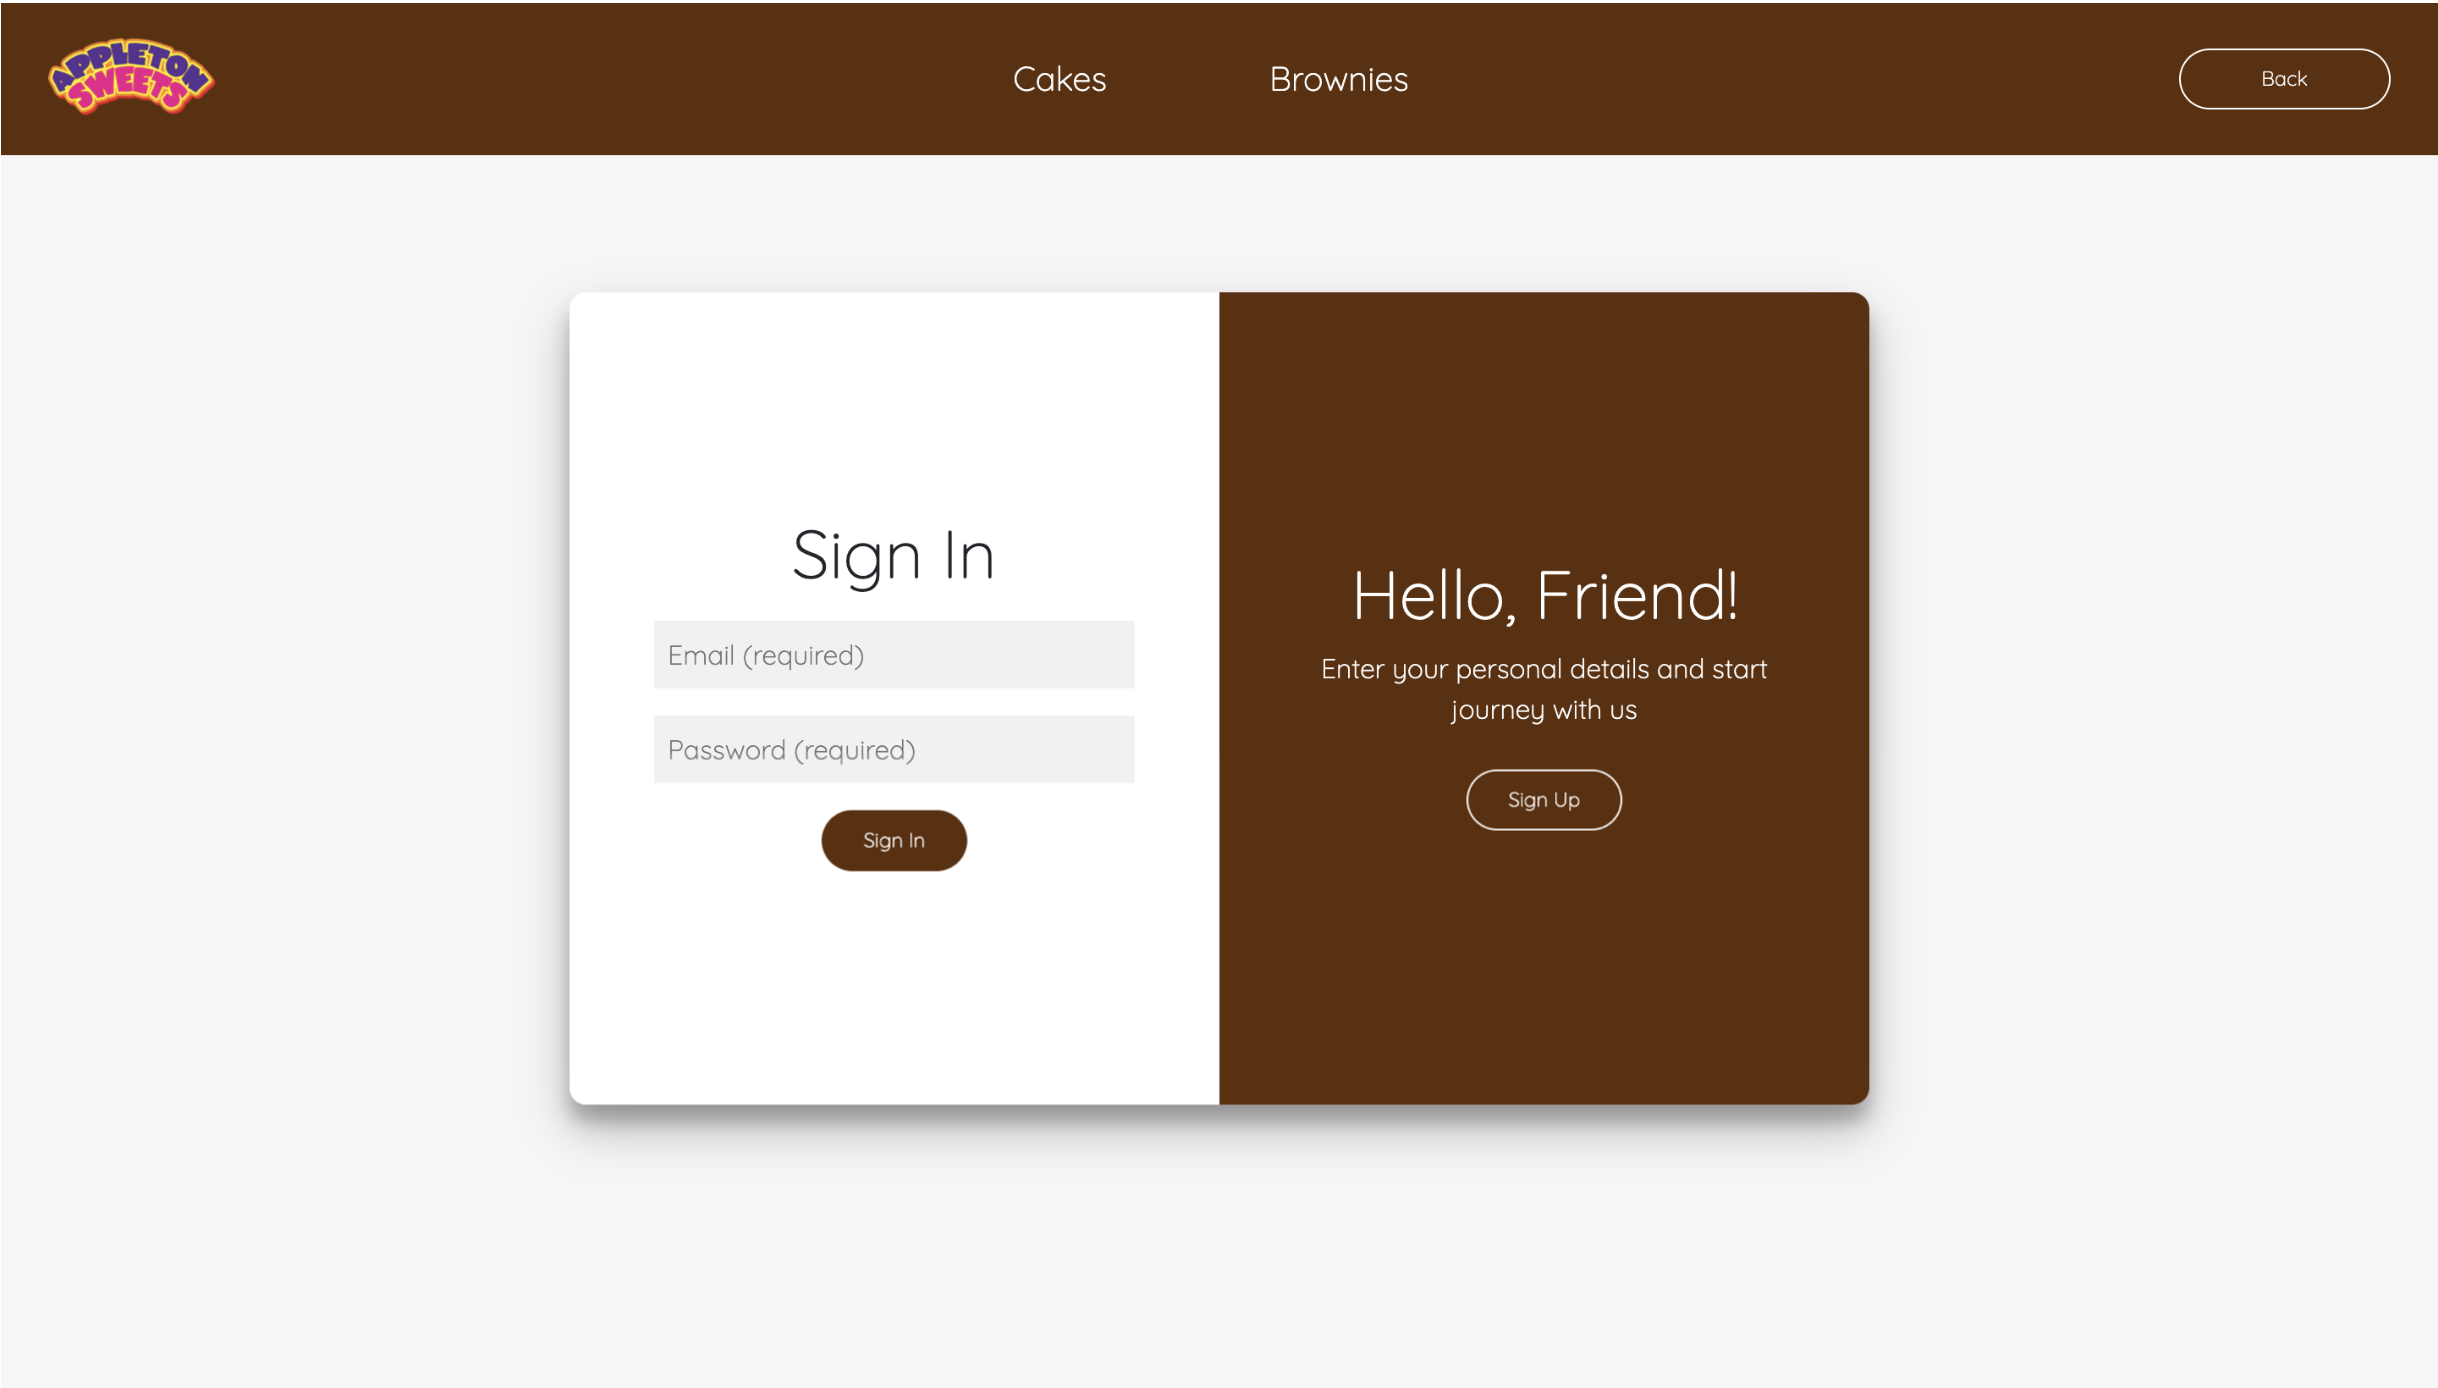 APPLETON
SWEETS
Cakes
Brownies
Back
Sign In
Email (required)
Password (required)
Sign In
Hello, Friend!
Enter your personal details and start
journey with us
Sign Up